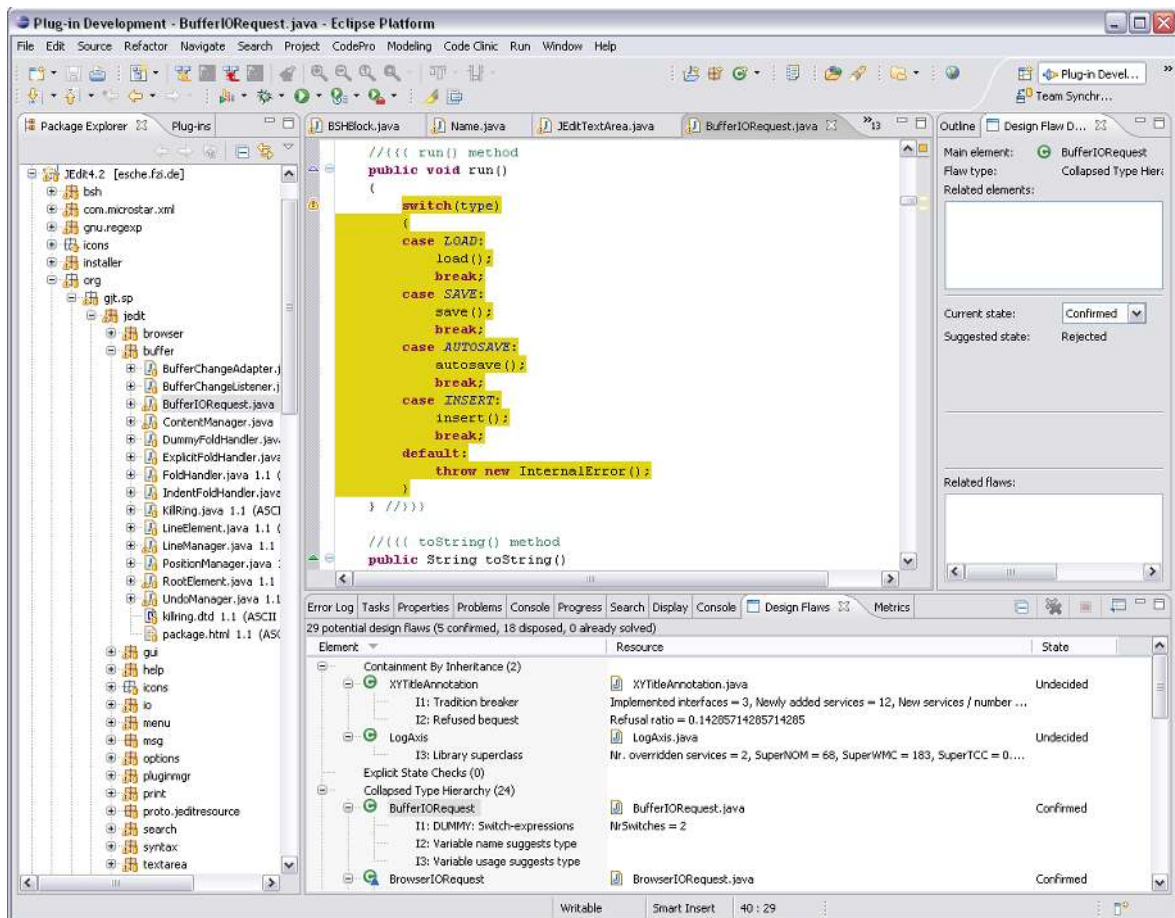 Plug-in Development - BufferIORequest.java - Eclipse Platform
File Edit Source Refactor Navigate Search Project CodePro Modeling Code Clinic Run Window Help
Plug-in Devel...
Team Synchr...
Package Explorer
Plug-ins
JEdit4.2 [esche.fzi.de]
bsh
com.microstar.xml
gnu.regexp
icons
installer
org
gjt.sp
jedit
browser
buffer
BufferChangeAdapter.j
BufferChangeListener.j
BufferIORequest.java
ContentManager.java
DummyFoldHandler.jav
ExplicitFoldHandler.java
FoldHandler.java 1.1 (
IndentFoldHandler.java
KillRing.java 1.1 (ASCI
LineElement.java 1.1 (
LineManager.java 1.1
PositionManager.java
RootElement.java 1.1
UndoManager.java 1.1
killring.dtd 1.1 (ASCII
package.html 1.1 (ASC
gui
help
icons
io
menu
msg
options
pluginmgr
print
proto.jeditresource
search
syntax
textarea
BSHBlock.java
Name.java
JEditTextArea.java
BufferIORequest.java
13
//{{{ run() method
public void run()
{
switch(type)
{
case LOAD:
load();
break;
case SAVE:
save();
break;
case AUTOSAVE:
autosave();
break;
case INSERT:
insert();
break;
default:
throw new InternalError();
}
} //}}}
//{{{ toString() method
public String toString()
Outline
Design Flaw D...
Main element: BufferIORequest
Flaw type: Collapsed Type Hiera
Related elements:
Current state: Confirmed
Suggested state: Rejected
Related flaws:
Error Log Tasks Properties Problems Console Progress Search Display Console Design Flaws Metrics
29 potential design flaws (5 confirmed, 18 disposed, 0 already solved)
Element Resource State
Containment By Inheritance (2)
XYTitleAnnotation XYTitleAnnotation.java Undecided
I1: Tradition breaker Implemented interfaces = 3, Newly added services = 12, New services / number ...
I2: Refused bequest Refusal ratio = 0.14285714285714285
LogAxis LogAxis.java Undecided
I3: Library superclass Nr. overridden services = 2, SuperNOM = 68, SuperWMC = 183, SuperTCC = 0....
Explicit State Checks (0)
Collapsed Type Hierarchy (24)
BufferIORequest BufferIORequest.java Confirmed
I1: DUMMY: Switch-expressions NrSwitches = 2
I2: Variable name suggests type
I3: Variable usage suggests type
BrowserIORequest BrowserIORequest.java Confirmed
Writable Smart Insert 40 : 29